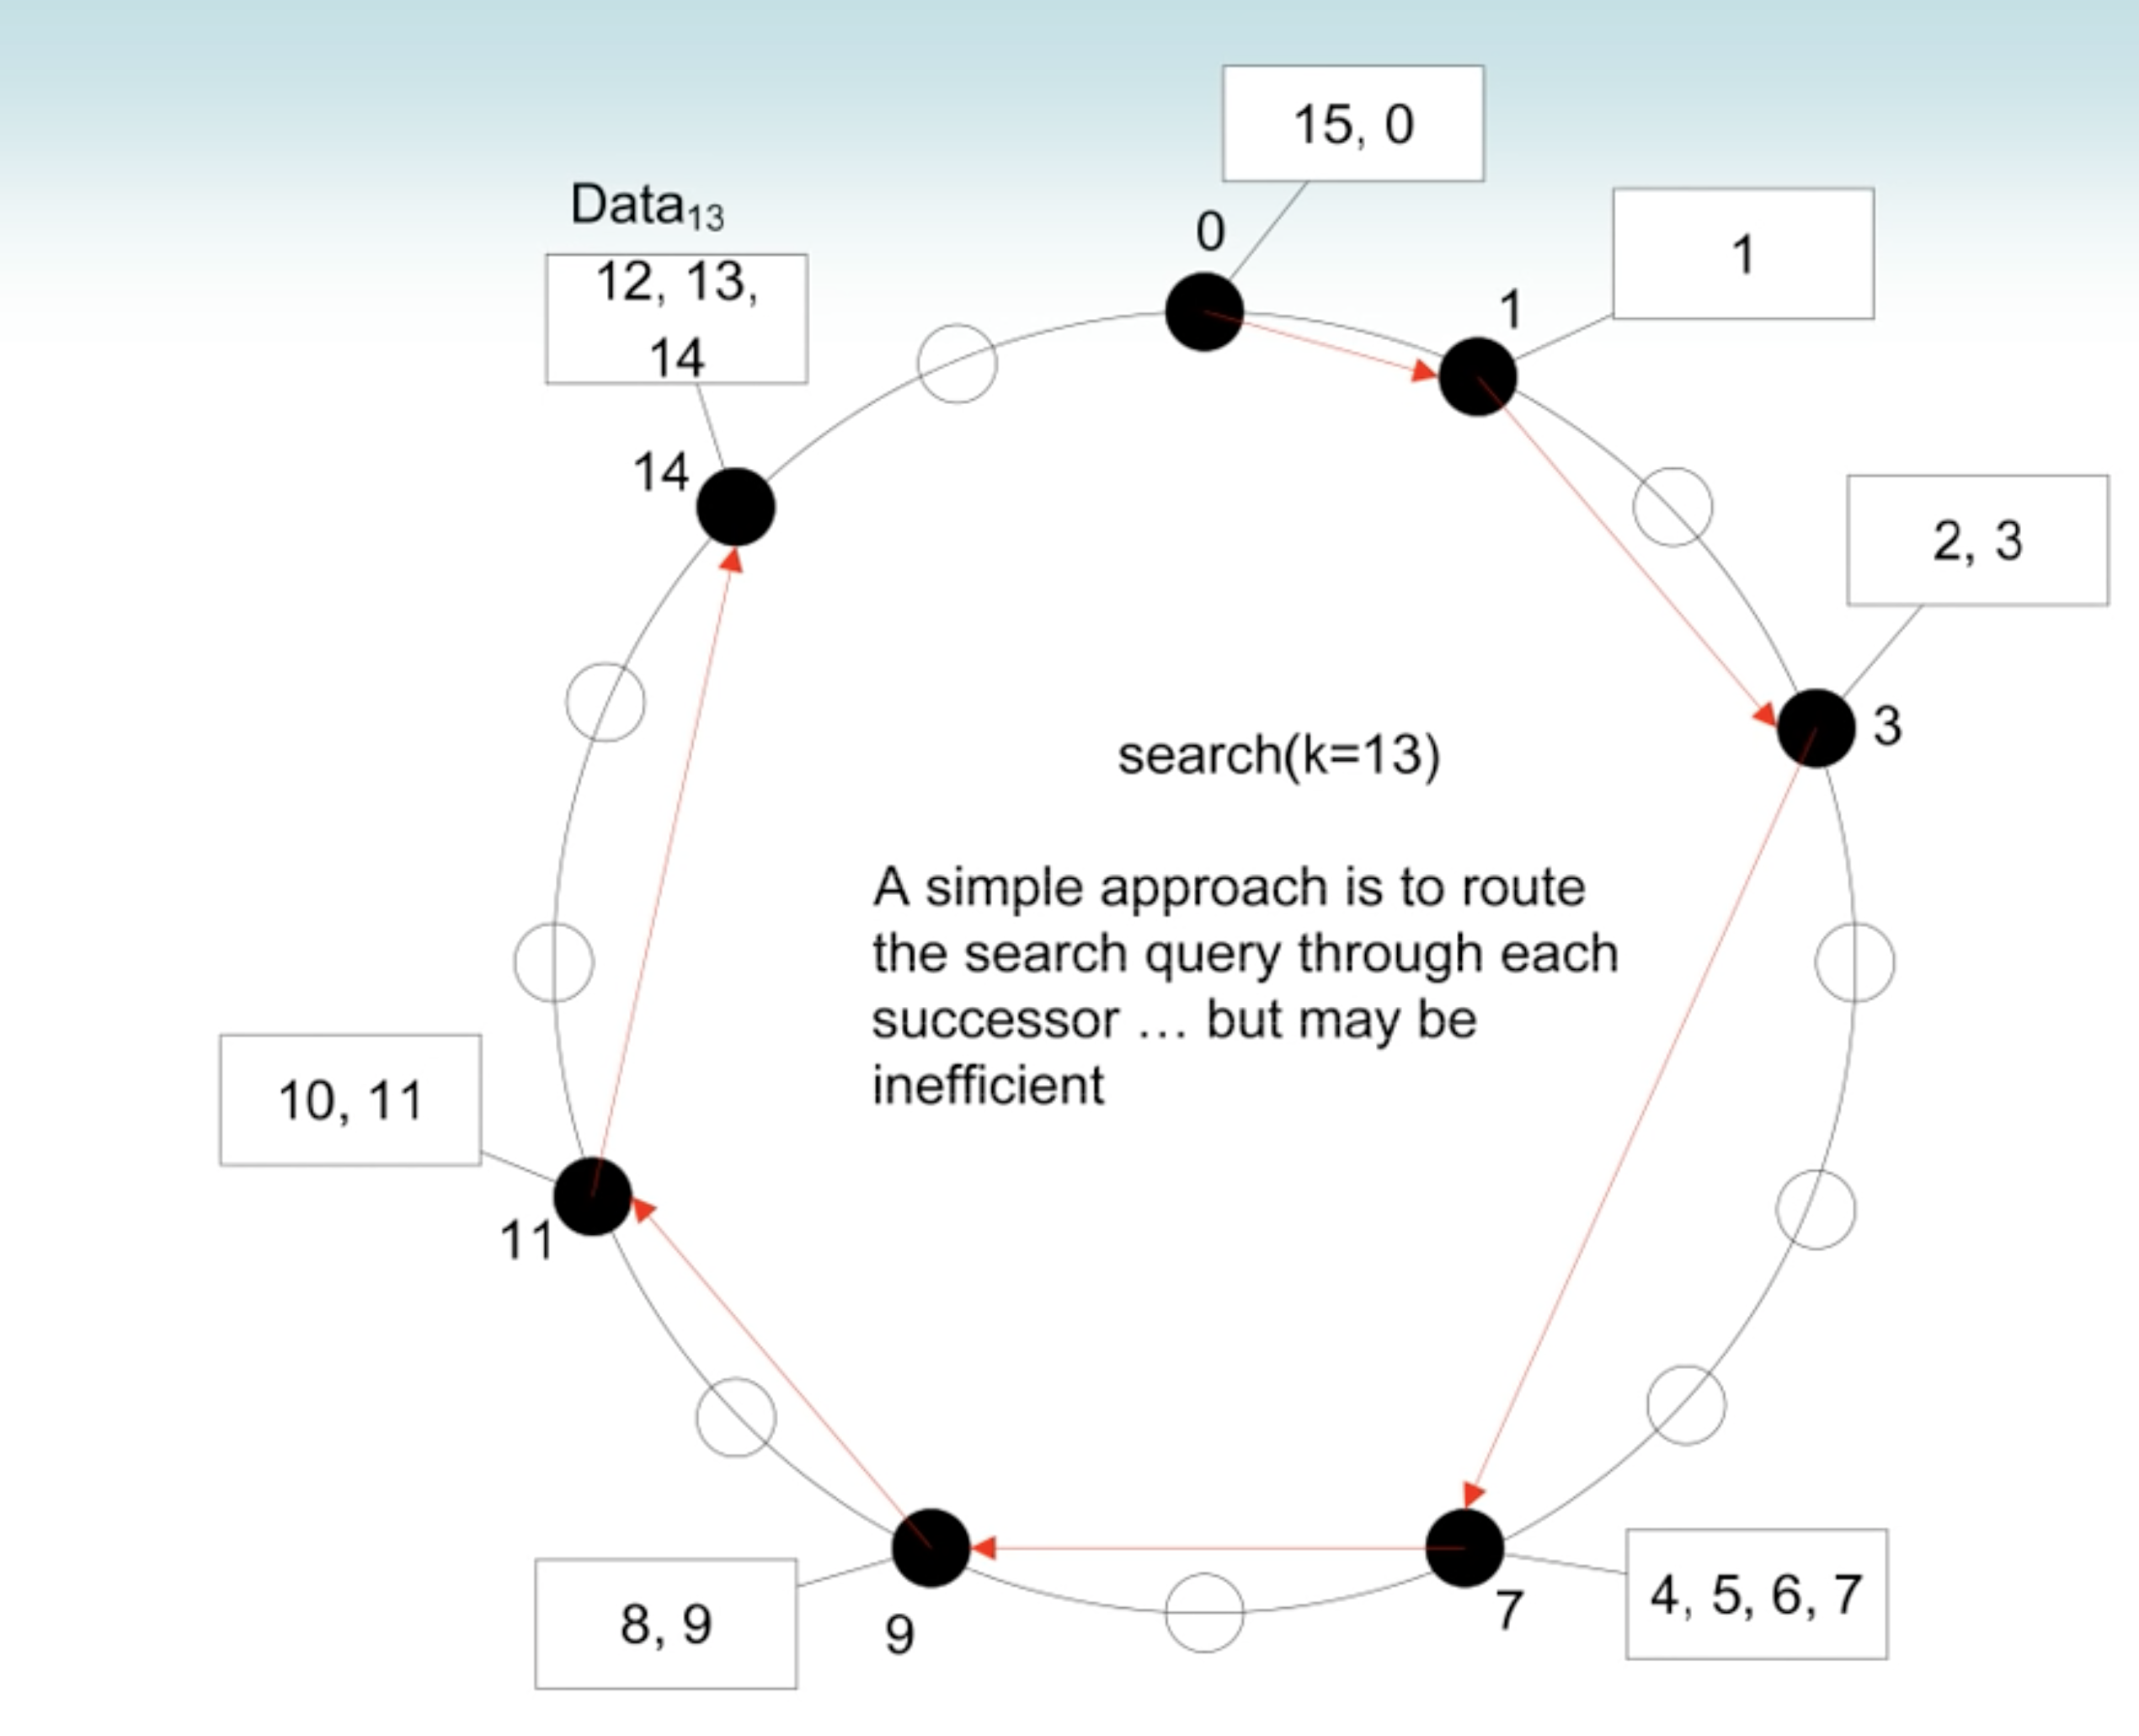 15, 0
Data₁₃
0
1
12, 13,
14
1
14
2, 3
3
search(k=13)
A simple approach is to route
the search query through each
successor … but may be
inefficient
10, 11
11
4, 5, 6, 7
7
8, 9
9